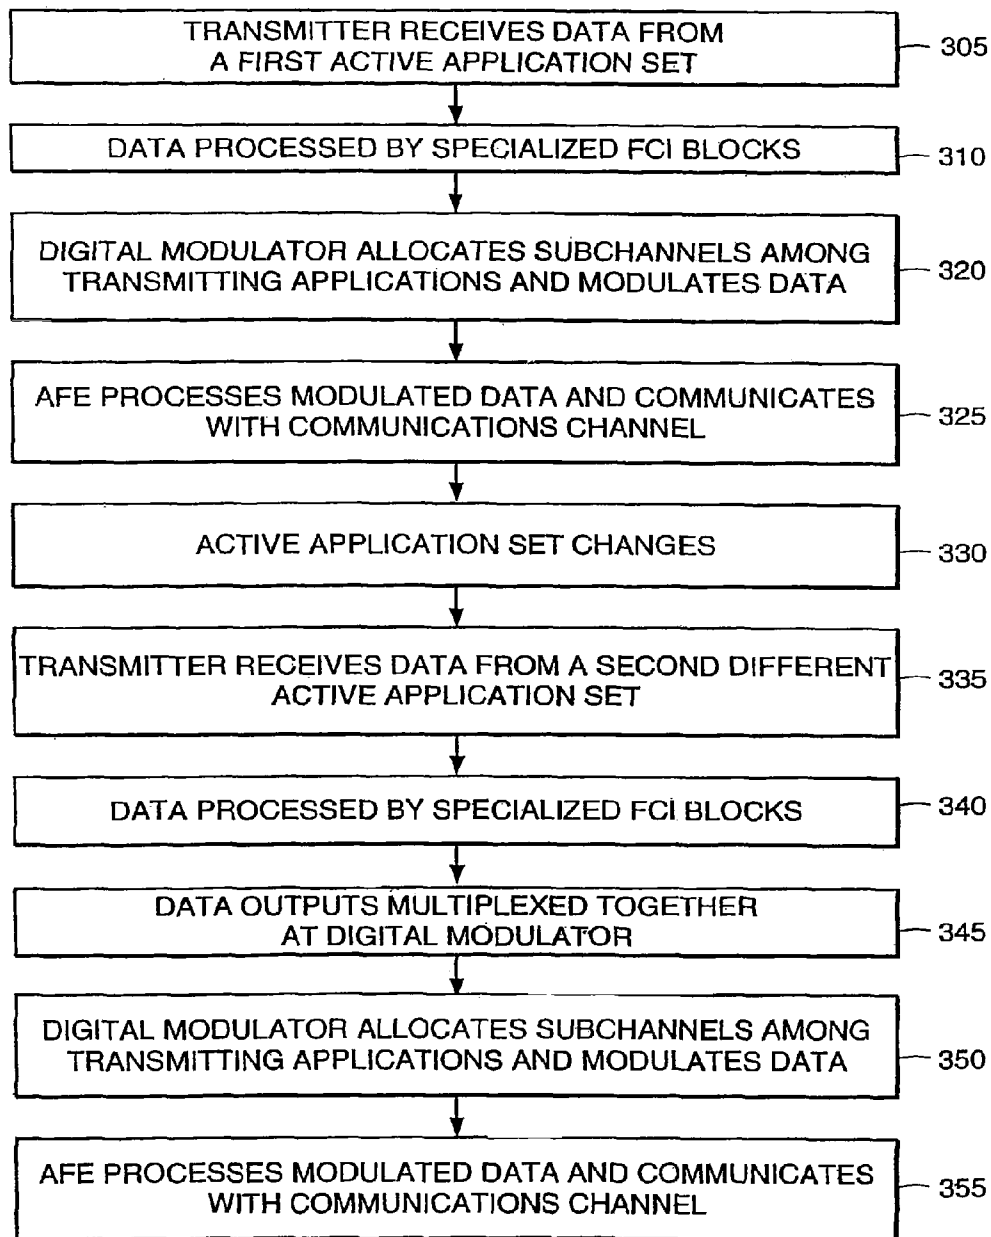 TRANSMITTER RECEIVES DATA FROM
A FIRST ACTIVE APPLICATION SET
305
DATA PROCESSED BY SPECIALIZED FCI BLOCKS
310
DIGITAL MODULATOR ALLOCATES SUBCHANNELS AMONG
TRANSMITTING APPLICATIONS AND MODULATES DATA
320
AFE PROCESSES MODULATED DATA AND COMMUNICATES
WITH COMMUNICATIONS CHANNEL
325
ACTIVE APPLICATION SET CHANGES
330
TRANSMITTER RECEIVES DATA FROM A SECOND DIFFERENT
ACTIVE APPLICATION SET
335
DATA PROCESSED BY SPECIALIZED FCI BLOCKS
340
DATA OUTPUTS MULTIPLEXED TOGETHER
AT DIGITAL MODULATOR
345
DIGITAL MODULATOR ALLOCATES SUBCHANNELS AMONG
TRANSMITTING APPLICATIONS AND MODULATES DATA
350
AFE PROCESSES MODULATED DATA AND COMMUNICATES
WITH COMMUNICATIONS CHANNEL
355